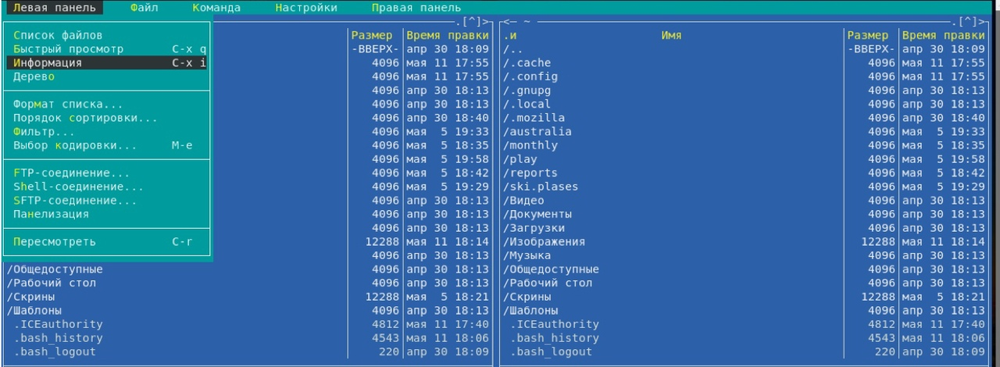 Левая панель Файл Команда Настройки Правая панель
.[^]> <— ~ .[^]>
Список файлов Размер Время правки .и Имя Размер Время правки
Быстрый просмотр C-x q -ВВЕРХ- апр 30 18:09 /.. -ВВЕРХ- апр 30 18:09
Информация C-x i 4096 мая 11 17:55 /.cache 4096 мая 11 17:55
Дерево 4096 мая 11 17:55 /.config 4096 мая 11 17:55
4096 апр 30 18:13 /.gnupg 4096 апр 30 18:13
Формат списка... 4096 апр 30 18:13 /.local 4096 апр 30 18:13
Порядок сортировки... 4096 апр 30 18:40 /.mozilla 4096 апр 30 18:40
Фильтр... 4096 мая 5 19:33 /australia 4096 мая 5 19:33
Выбор кодировки... M-e 4096 мая 5 18:35 /monthly 4096 мая 5 18:35
4096 мая 5 19:58 /play 4096 мая 5 19:58
FTP-соединение... 4096 мая 5 18:42 /reports 4096 мая 5 18:42
Shell-соединение... 4096 мая 5 19:29 /ski.plases 4096 мая 5 19:29
SFTP-соединение... 4096 апр 30 18:13 /Видео 4096 апр 30 18:13
Панелизация 4096 апр 30 18:13 /Документы 4096 апр 30 18:13
4096 апр 30 18:13 /Загрузки 4096 апр 30 18:13
Пересмотреть C-r 12288 мая 11 18:14 /Изображения 12288 мая 11 18:14
4096 апр 30 18:13 /Музыка 4096 апр 30 18:13
/Общедоступные 4096 апр 30 18:13 /Общедоступные 4096 апр 30 18:13
/Рабочий стол 4096 апр 30 18:13 /Рабочий стол 4096 апр 30 18:13
/Скрины 12288 мая 5 18:21 /Скрины 12288 мая 5 18:21
/Шаблоны 4096 апр 30 18:13 /Шаблоны 4096 апр 30 18:13
.ICEauthority 4812 мая 11 17:40 .ICEauthority 4812 мая 11 17:40
.bash_history 4543 мая 11 18:06 .bash_history 4543 мая 11 18:06
.bash_logout 220 апр 30 18:09 .bash_logout 220 апр 30 18:09